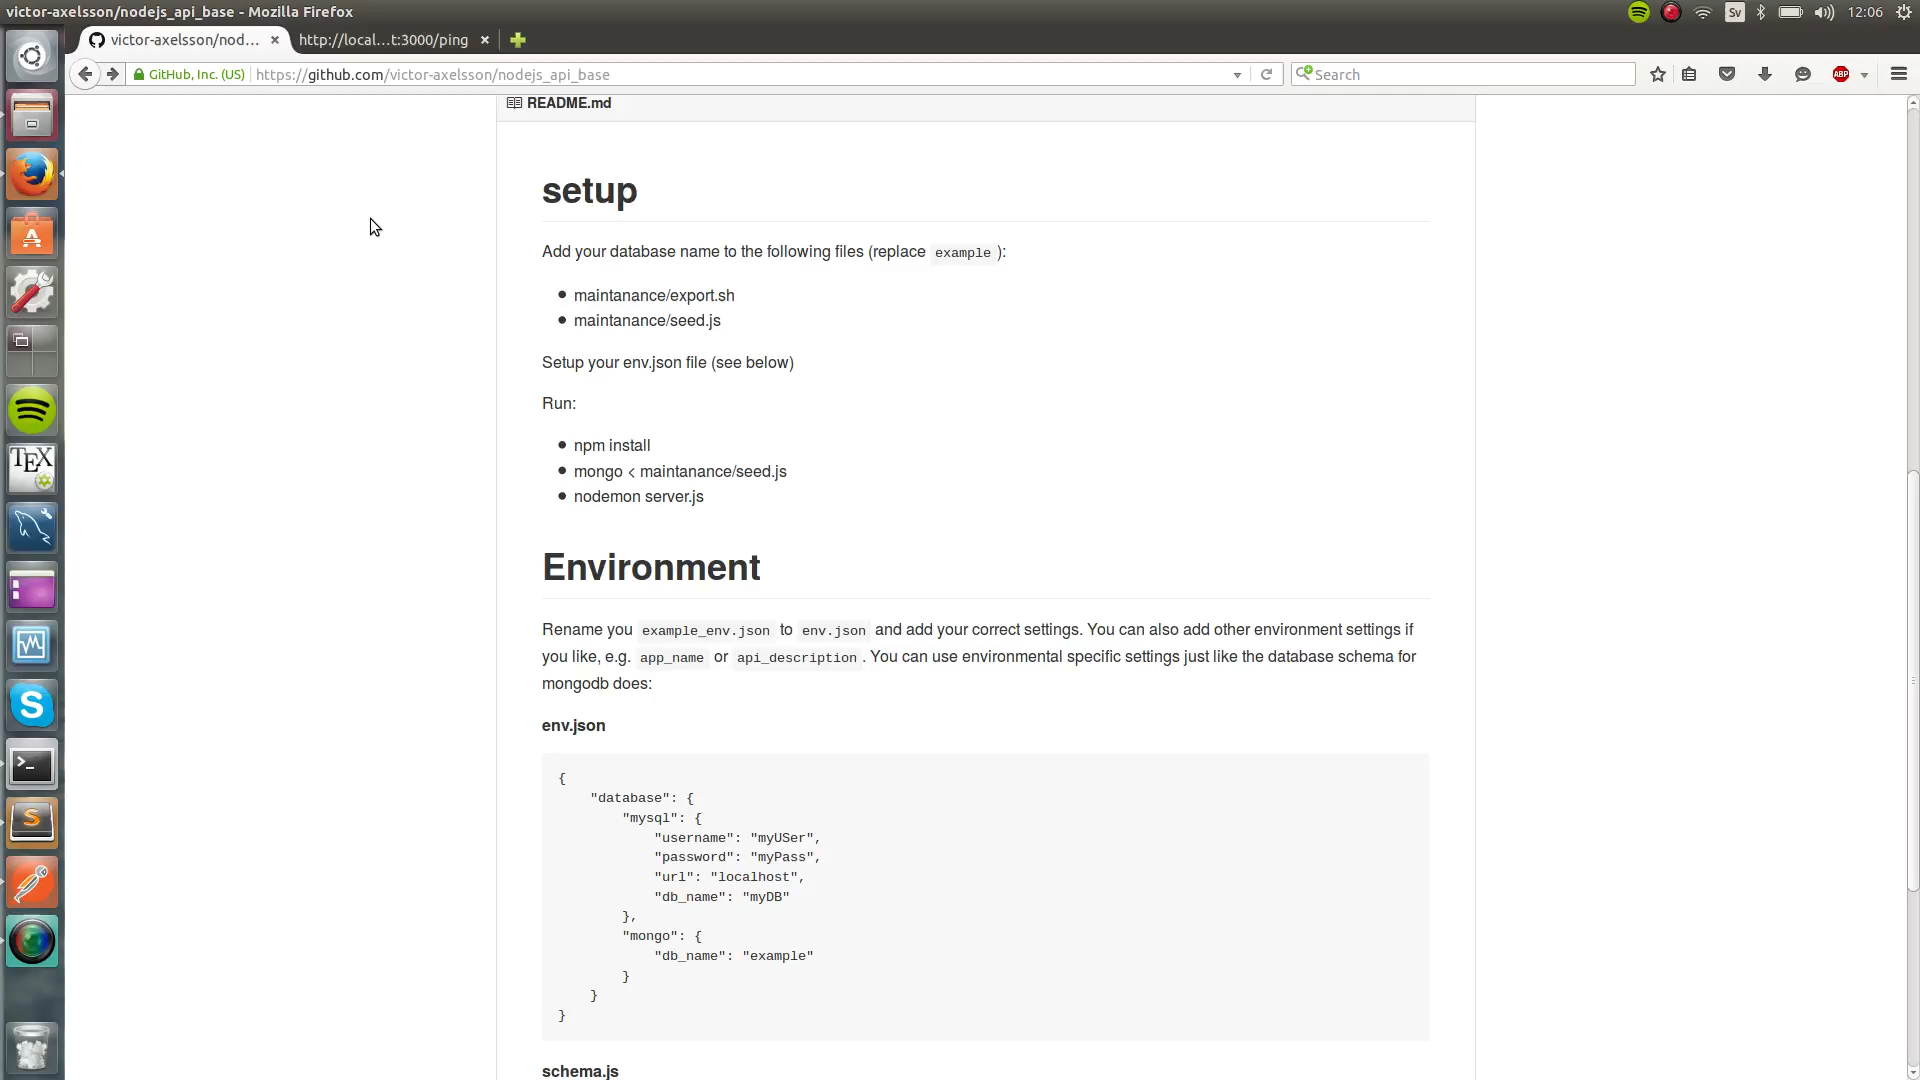 victor-axelsson/nodejs_api_base - Mozilla Firefox
Sv
12:06
victor-axelsson/nod...
http://local...t:3000/ping
GitHub, Inc. (US)
https://github.com/victor-axelsson/nodejs_api_base
Search
ABP
README.md
setup
Add your database name to the following files (replace example ):
maintanance/export.sh
maintanance/seed.js
Setup your env.json file (see below)
Run:
npm install
mongo < maintanance/seed.js
nodemon server.js
Environment
Rename you example_env.json to env.json and add your correct settings. You can also add other environment settings if
you like, e.g. app_name or api_description . You can use environmental specific settings just like the database schema for
mongodb does:
env.json
{
"database": {
"mysql": {
"username": "myUSer",
"password": "myPass",
"url": "localhost",
"db_name": "myDB"
},
"mongo": {
"db_name": "example"
}
}
}
schema.js
TEX
S
>_
S